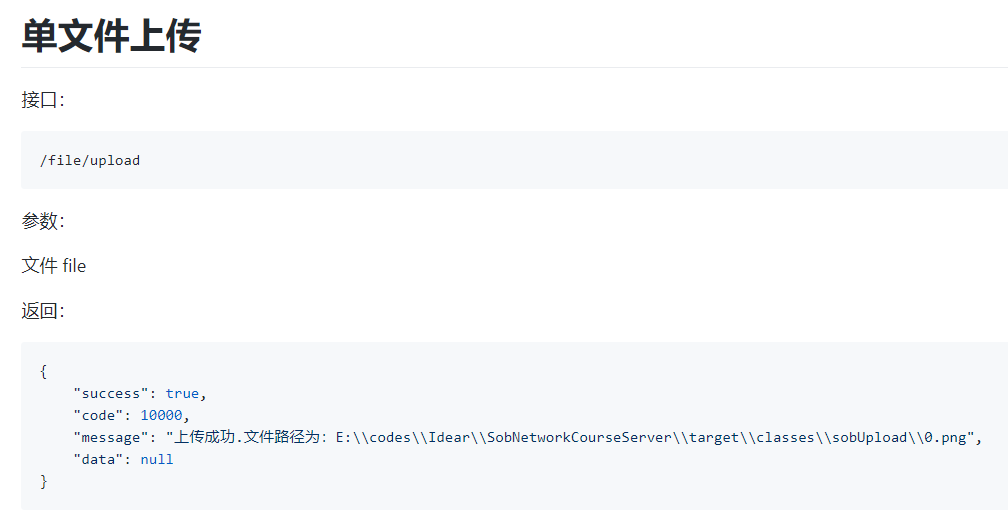 单文件上传
接口：
/file/upload
参数：
文件 file
返回：
{
    "success": true,
    "code": 10000,
    "message": "上传成功.文件路径为：E:\\codes\\Idear\\SobNetworkCourseServer\\target\\classes\\sobUpload\\0.png",
    "data": null
}